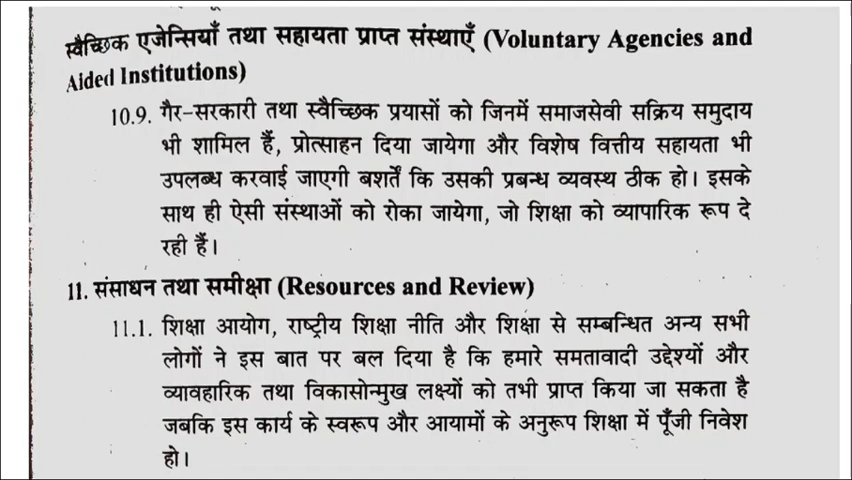 स्वैच्छिक एजेन्सियाँ तथा सहायता प्राप्त संस्थाएँ (Voluntary Agencies and
Aided Institutions)
10.9. गैर-सरकारी तथा स्वैच्छिक प्रयासों को जिनमें समाजसेवी सक्रिय समुदाय
भी शामिल हैं, प्रोत्साहन दिया जायेगा और विशेष वित्तीय सहायता भी
उपलब्ध करवाई जाएगी बशर्ते कि उसकी प्रबन्ध व्यवस्थ ठीक हो। इसके
साथ ही ऐसी संस्थाओं को रोका जायेगा, जो शिक्षा को व्यापारिक रूप दे
रही हैं।
11. संसाधन तथा समीक्षा (Resources and Review)
11.1. शिक्षा आयोग, राष्ट्रीय शिक्षा नीति और शिक्षा से सम्बन्धित अन्य सभी
लोगों ने इस बात पर बल दिया है कि हमारे समतावादी उद्देश्यों और
व्यावहारिक तथा विकासोन्मुख लक्ष्यों को तभी प्राप्त किया जा सकता है
जबकि इस कार्य के स्वरूप और आयामों के अनुरूप शिक्षा में पूँजी निवेश
हो।